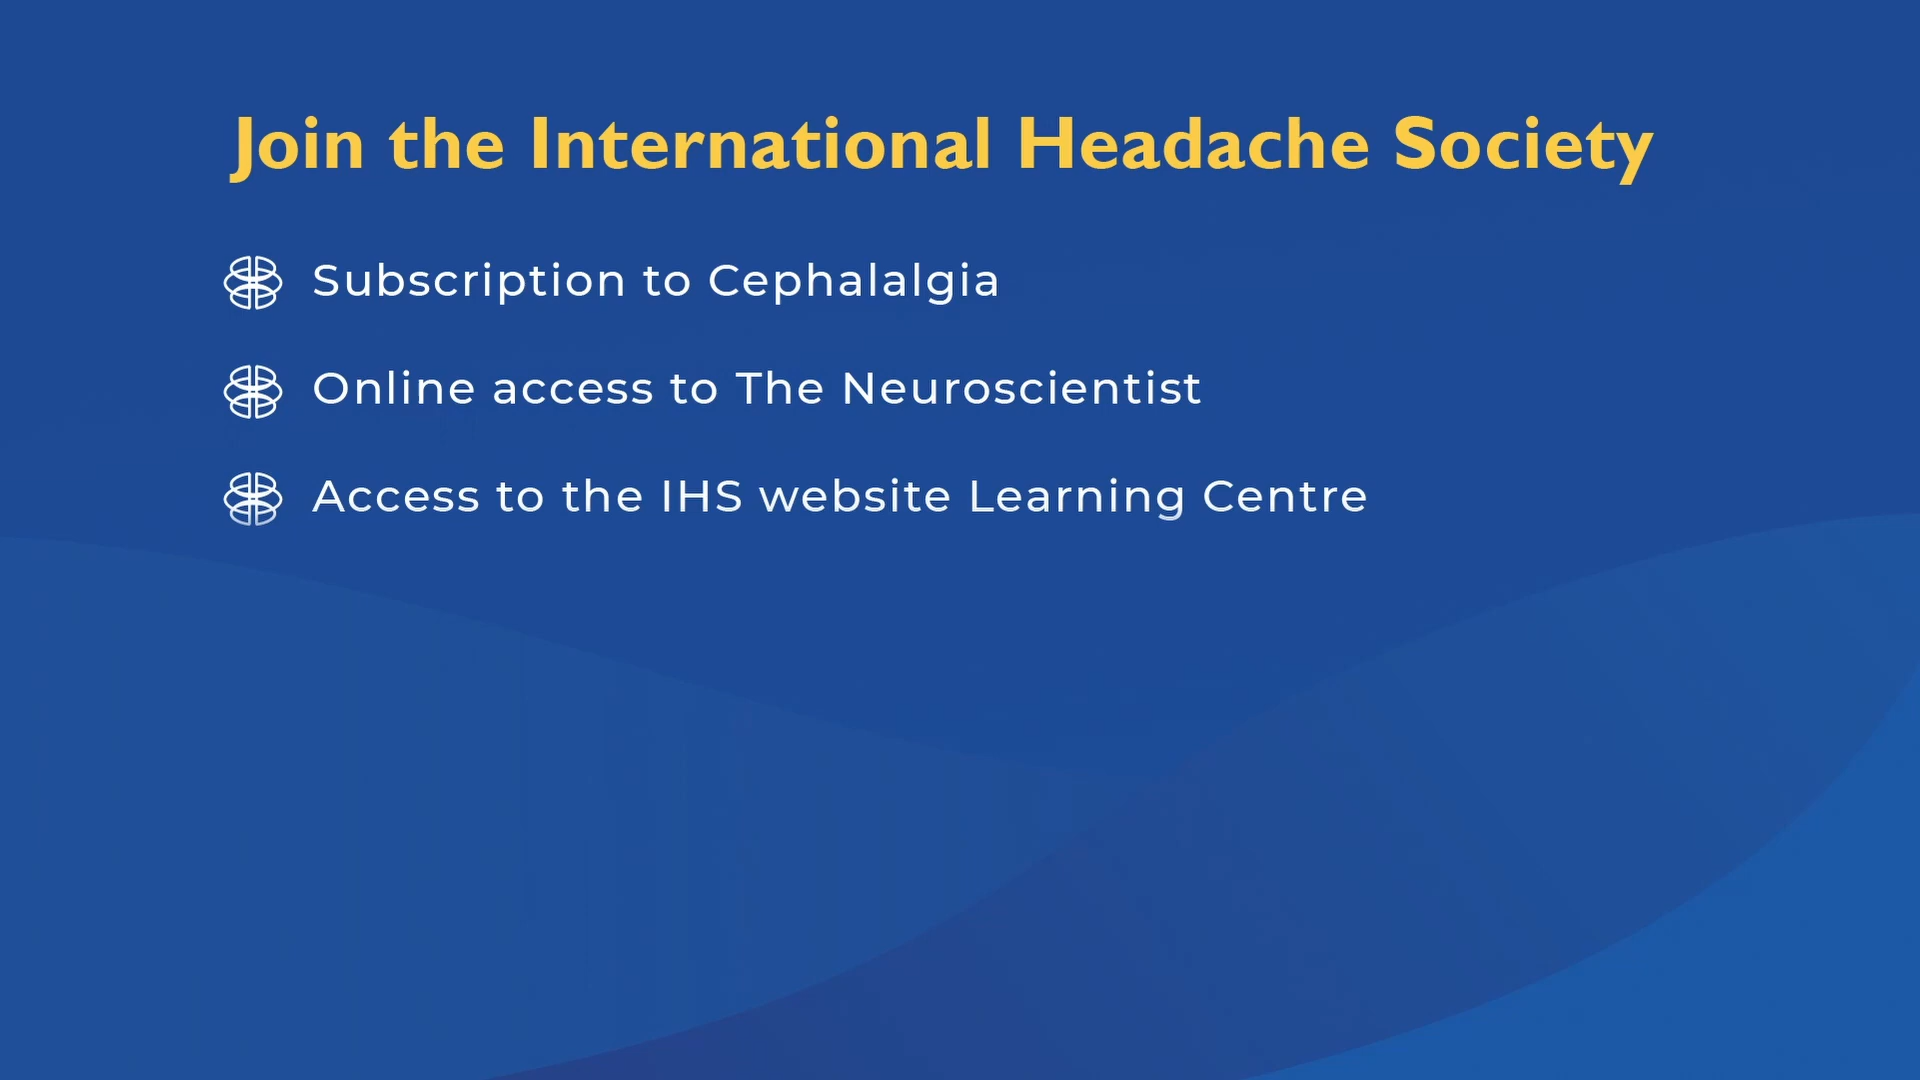 Join the International Headache Society
Subscription to Cephalalgia
Online access to The Neuroscientist
Access to the IHS website Learning Centre